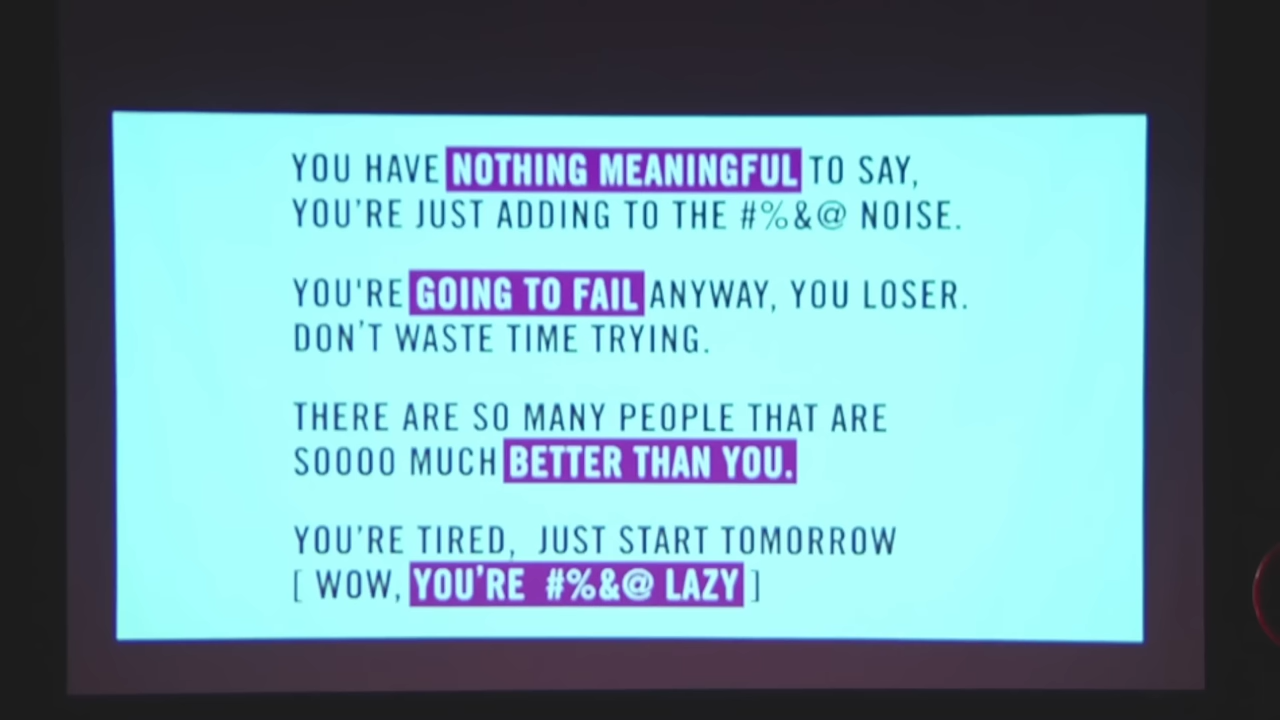 YOU HAVE NOTHING MEANINGFUL TO SAY,
YOU'RE JUST ADDING TO THE #%&@ NOISE.
YOU'RE GOING TO FAIL ANYWAY, YOU LOSER.
DON'T WASTE TIME TRYING.
THERE ARE SO MANY PEOPLE THAT ARE
SOOOO MUCH BETTER THAN YOU.
YOU'RE TIRED, JUST START TOMORROW
[ WOW, YOU'RE #%&@ LAZY ]